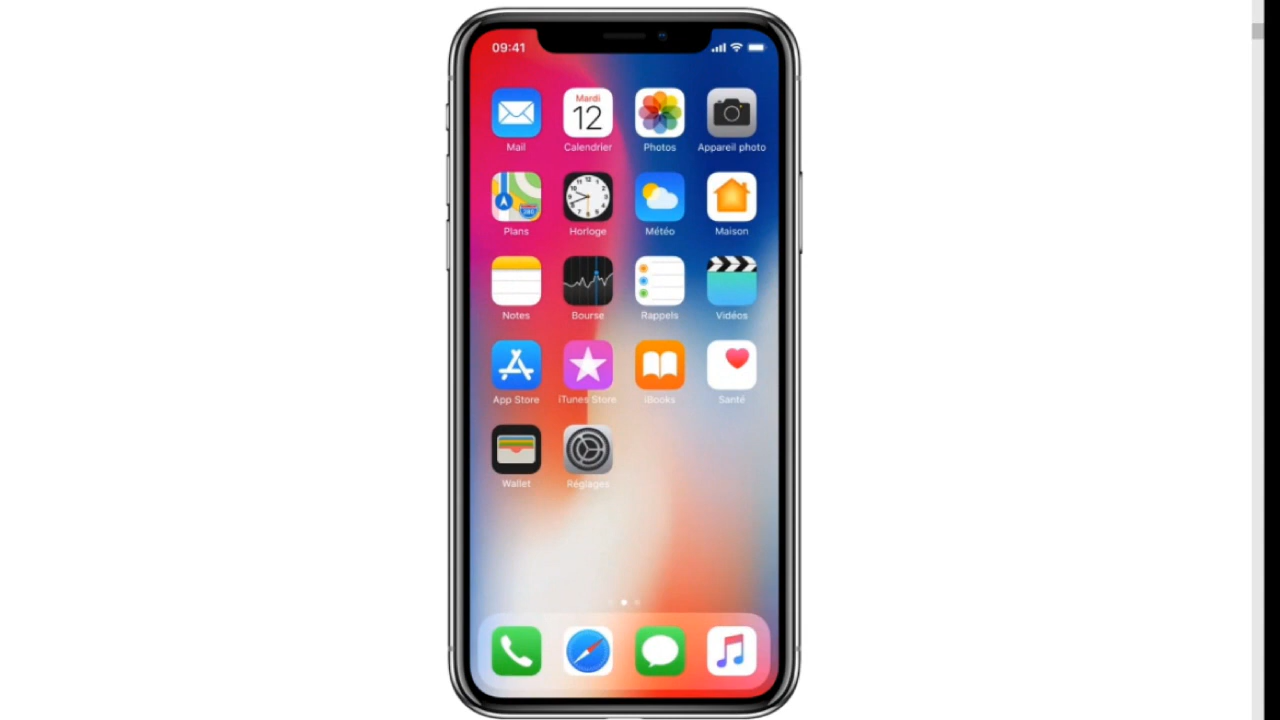 09:41
Mardi
12
Mail Calendrier Photos Appareil photo
280
Plans Horloge Météo Maison
Notes Bourse Rappels Vidéos
App Store iTunes Store iBooks Santé
Wallet Réglages